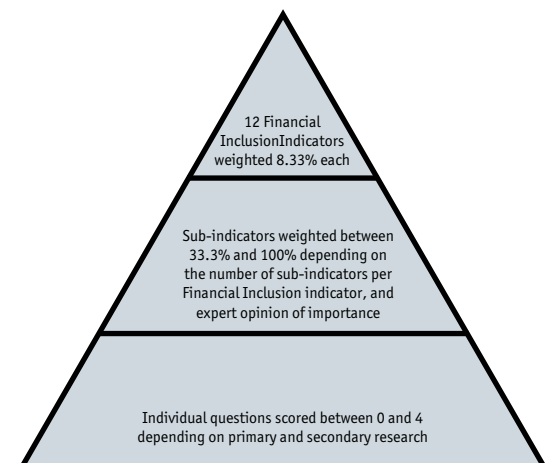 12 Financial
InclusionIndicators
weighted 8.33% each
Sub-indicators weighted between
33.3% and 100% depending on
the number of sub-indicators per
Financial Inclusion indicator, and
expert opinion of importance
Individual questions scored between 0 and 4
depending on primary and secondary research